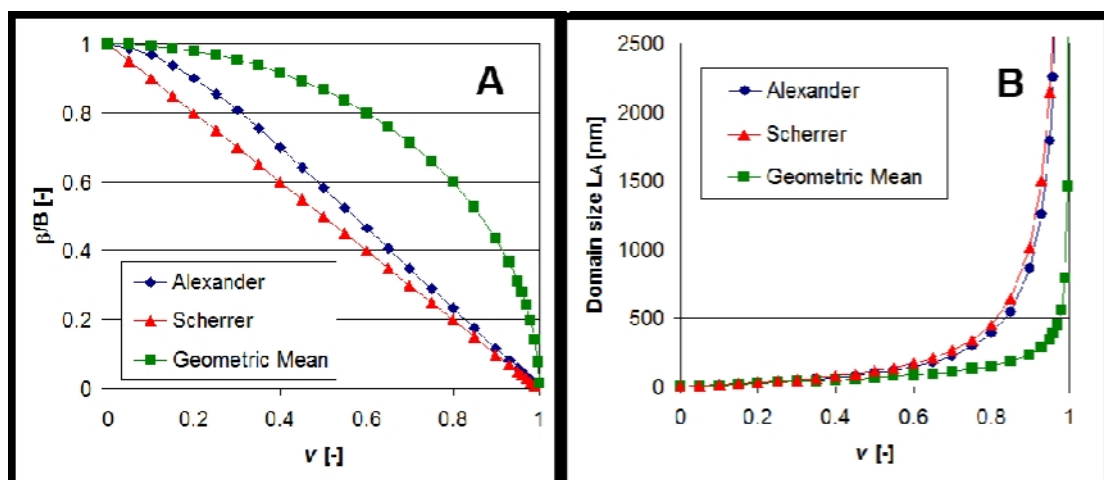 A
1
0.8
0.6
0.4
0.2
0
β/B [-]
Alexander
Scherrer
Geometric Mean
0 0.2 0.4 0.6 0.8 1
v [-]
B
2500
2000
1500
1000
500
0
Domain size LA [nm]
Alexander
Scherrer
Geometric Mean
0 0.2 0.4 0.6 0.8 1
v [-]